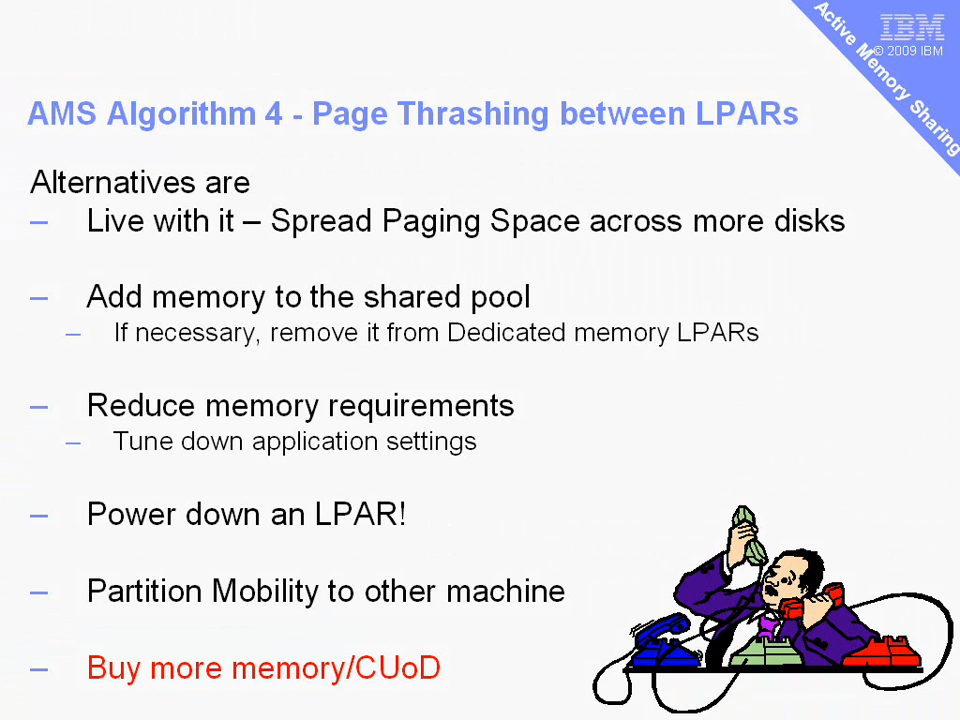 IBM
© 2009 IBM
Active Memory Sharing
AMS Algorithm 4 - Page Thrashing between LPARs
Alternatives are
– Live with it – Spread Paging Space across more disks
– Add memory to the shared pool
– If necessary, remove it from Dedicated memory LPARs
– Reduce memory requirements
– Tune down application settings
– Power down an LPAR!
– Partition Mobility to other machine
– Buy more memory/CUoD